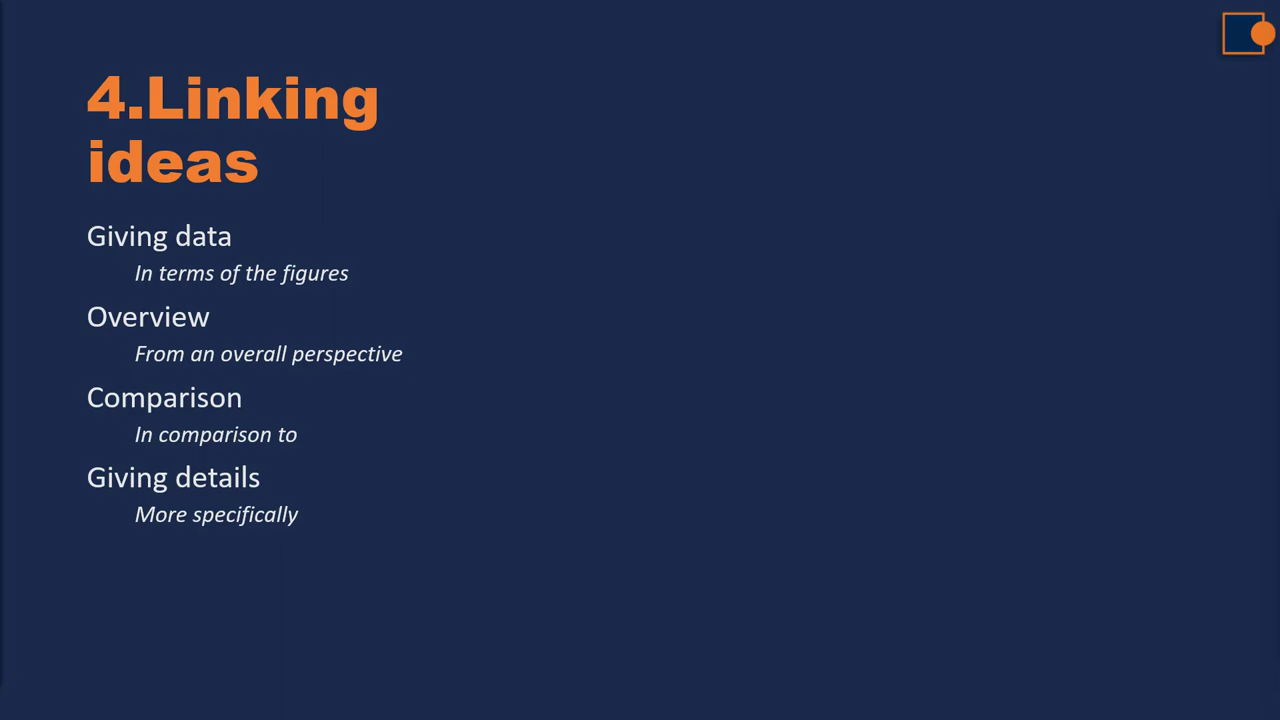 4.Linking
ideas
Giving data
In terms of the figures
Overview
From an overall perspective
Comparison
In comparison to
Giving details
More specifically